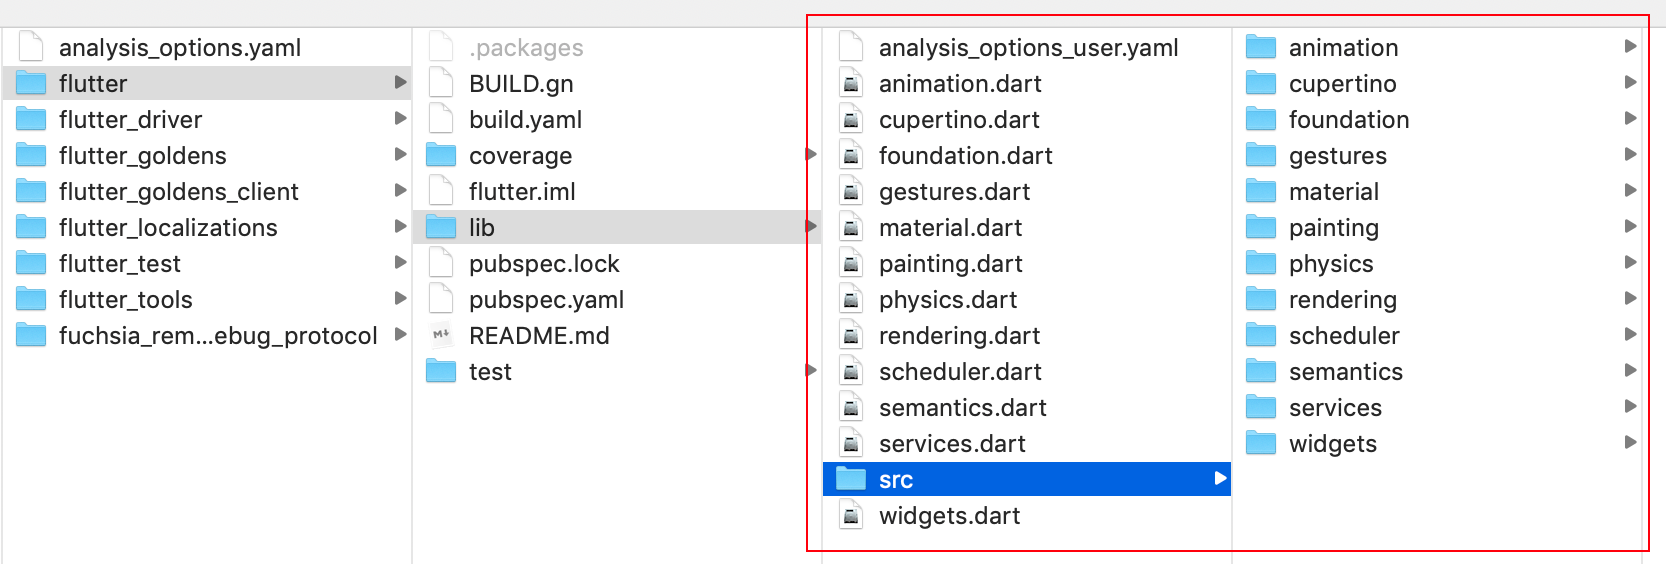 analysis_options.yaml
flutter
flutter_driver
flutter_goldens
flutter_goldens_client
flutter_localizations
flutter_test
flutter_tools
fuchsia_rem...ebug_protocol
.packages
BUILD.gn
build.yaml
coverage
flutter.iml
lib
pubspec.lock
pubspec.yaml
README.md
test
analysis_options_user.yaml
animation.dart
cupertino.dart
foundation.dart
gestures.dart
material.dart
painting.dart
physics.dart
rendering.dart
scheduler.dart
semantics.dart
services.dart
src
widgets.dart
animation
cupertino
foundation
gestures
material
painting
physics
rendering
scheduler
semantics
services
widgets